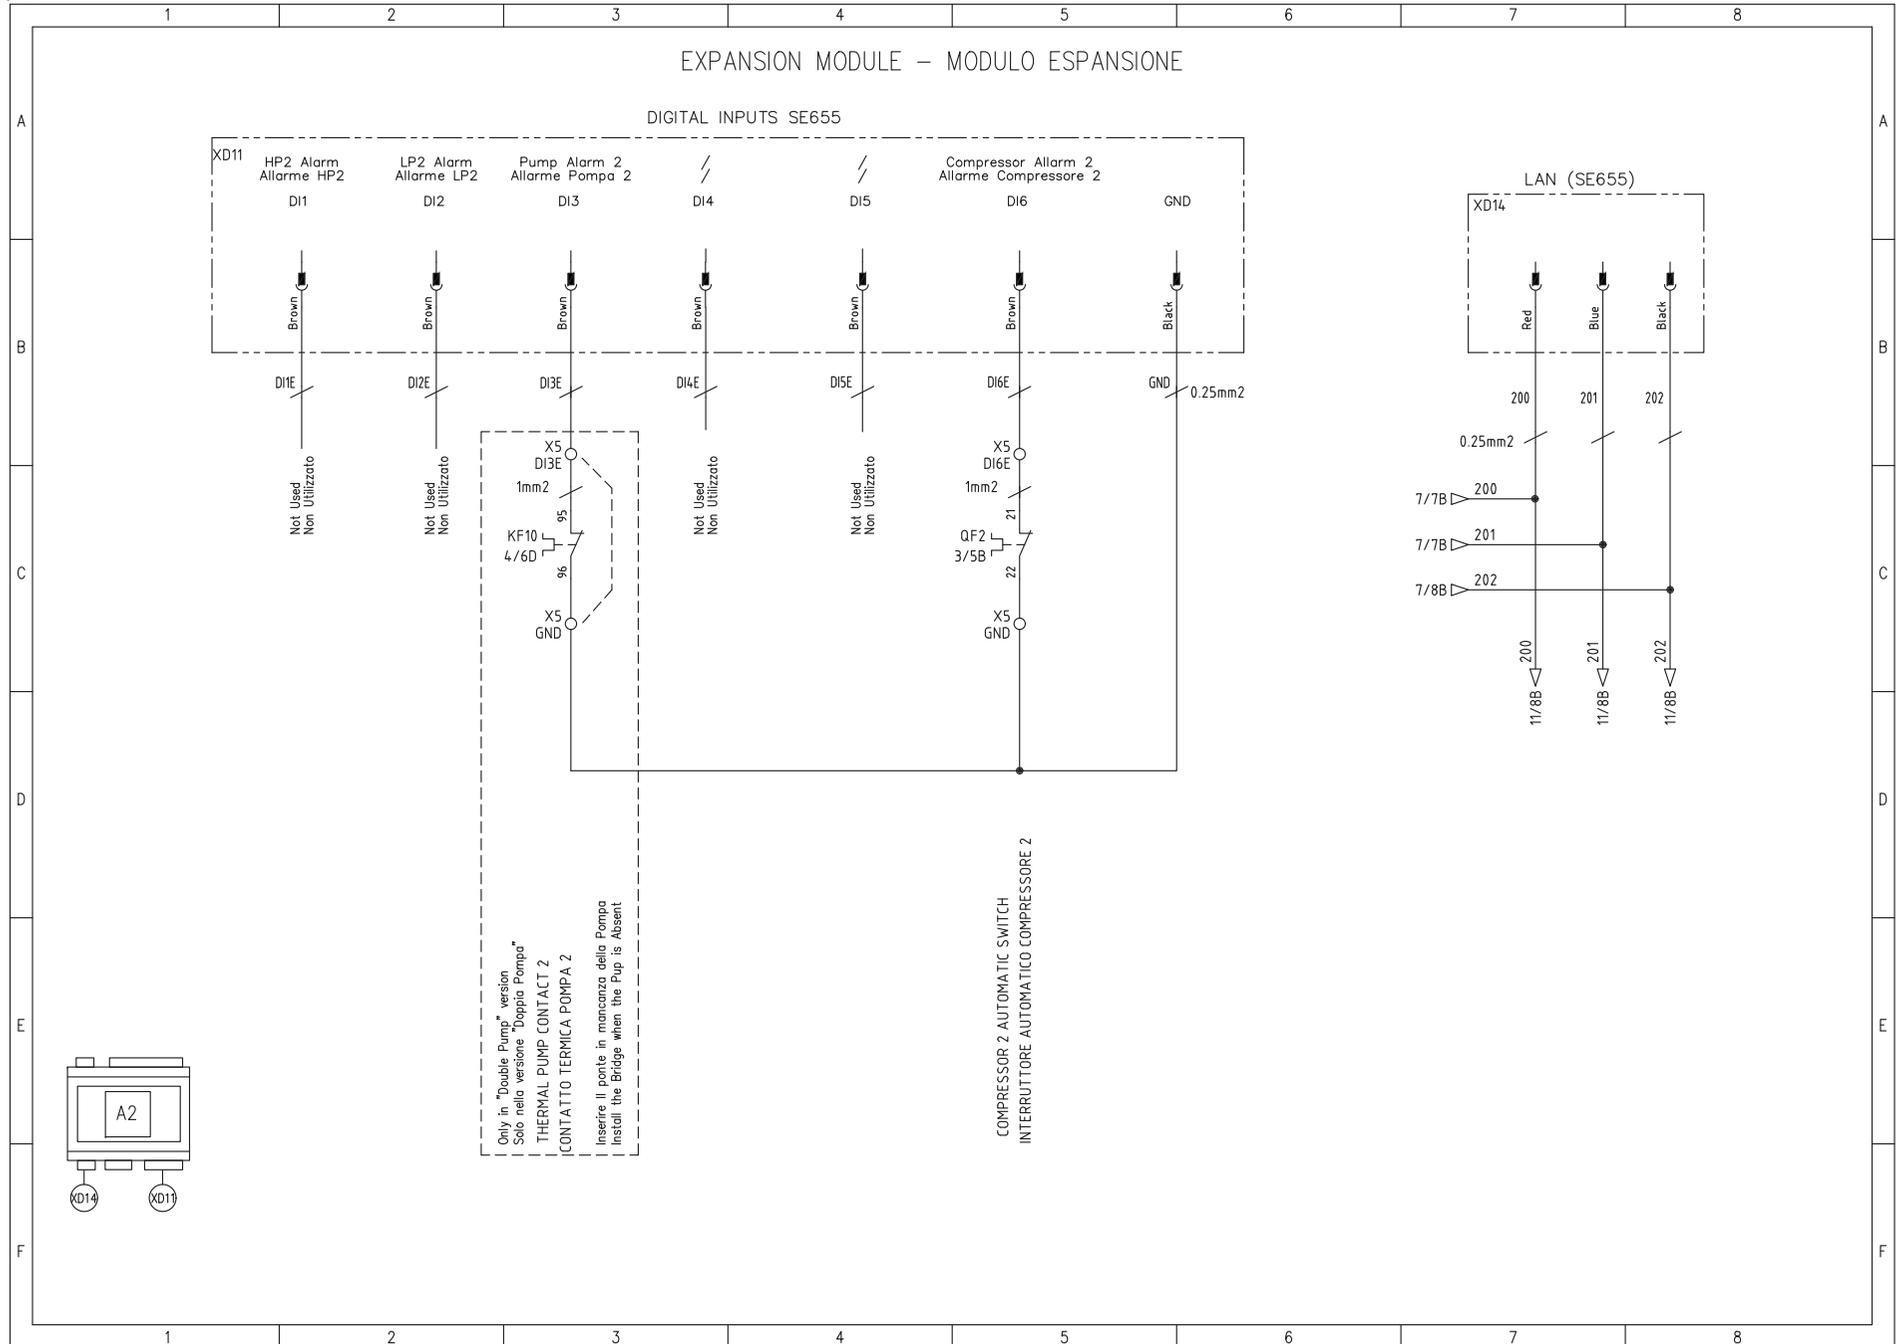 1 2 3 4 5 6 7 8
EXPANSION MODULE – MODULO ESPANSIONE
DIGITAL INPUTS SE655
A
A
XD11
HP2 Alarm
Allarme HP2
DI1
LP2 Alarm
Allarme LP2
DI2
Pump Alarm 2
Allarme Pompa 2
DI3
/
/
DI4
/
/
DI5
Compressor Allarm 2
Allarme Compressore 2
DI6
GND
LAN (SE655)
XD14
Brown
Brown
Brown
Brown
Brown
Brown
Black
Red
Blue
Black
B
B
DI1E
DI2E
DI3E
DI4E
DI5E
DI6E
GND
0.25mm2
200
201
202
0.25mm2
Not Used
Non Utilizzato
Not Used
Non Utilizzato
X5
DI3E
1mm2
95
KF10
4/6D
96
X5
GND
Not Used
Non Utilizzato
Not Used
Non Utilizzato
X5
DI6E
1mm2
21
QF2
3/5B
22
X5
GND
7/7B
200
7/7B
201
7/8B
202
C
C
200
201
202
11/8B
11/8B
11/8B
D
D
Only in "Double Pump" version
Solo nella versione "Doppia Pompa"
THERMAL PUMP CONTACT 2
CONTATTO TERMICA POMPA 2
Inserire Il ponte in mancanza della Pompa
Install the Bridge when the Pup is Absent
COMPRESSOR 2 AUTOMATIC SWITCH
INTERRUTTORE AUTOMATICO COMPRESSORE 2
E
E
A2
XD14
XD11
F
F
1 2 3 4 5 6 7 8